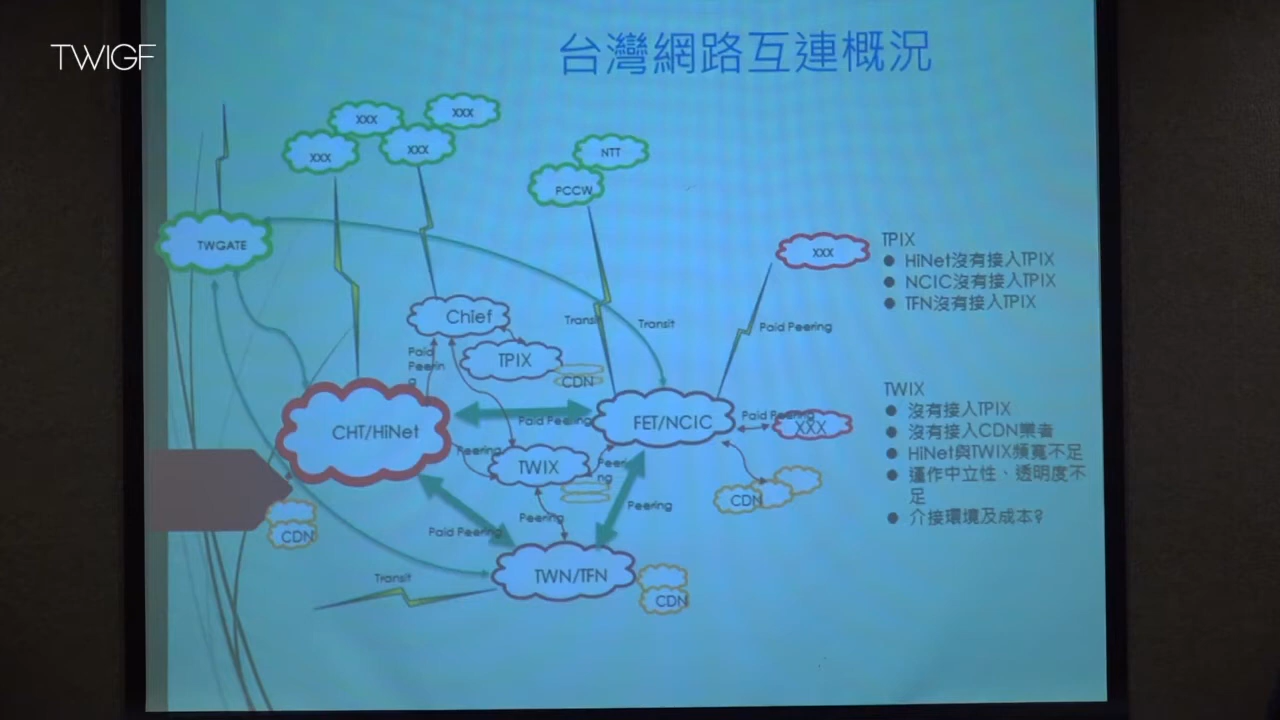 TWIGF
台灣網路互連概況
XXX
XXX
XXX
XXX
NTT
PCCW
TWGATE
XXX
Chief
Transit
Transit
Paid Peering
Paid
Peerin
g
TPIX
CDN
CHT/HiNet
Paid Peering
FET/NCIC
Paid Peering
XXX
Peering
TWIX
Peeri
ng
CDN
Peering
Peering
Paid Peering
CDN
TWN/TFN
Transit
CDN
TPIX
HiNet沒有接入TPIX
NCIC沒有接入TPIX
TFN沒有接入TPIX
TWIX
沒有接入TPIX
沒有接入CDN業者
HiNet與TWIX頻寬不足
運作中立性、透明度不
足
介接環境及成本?